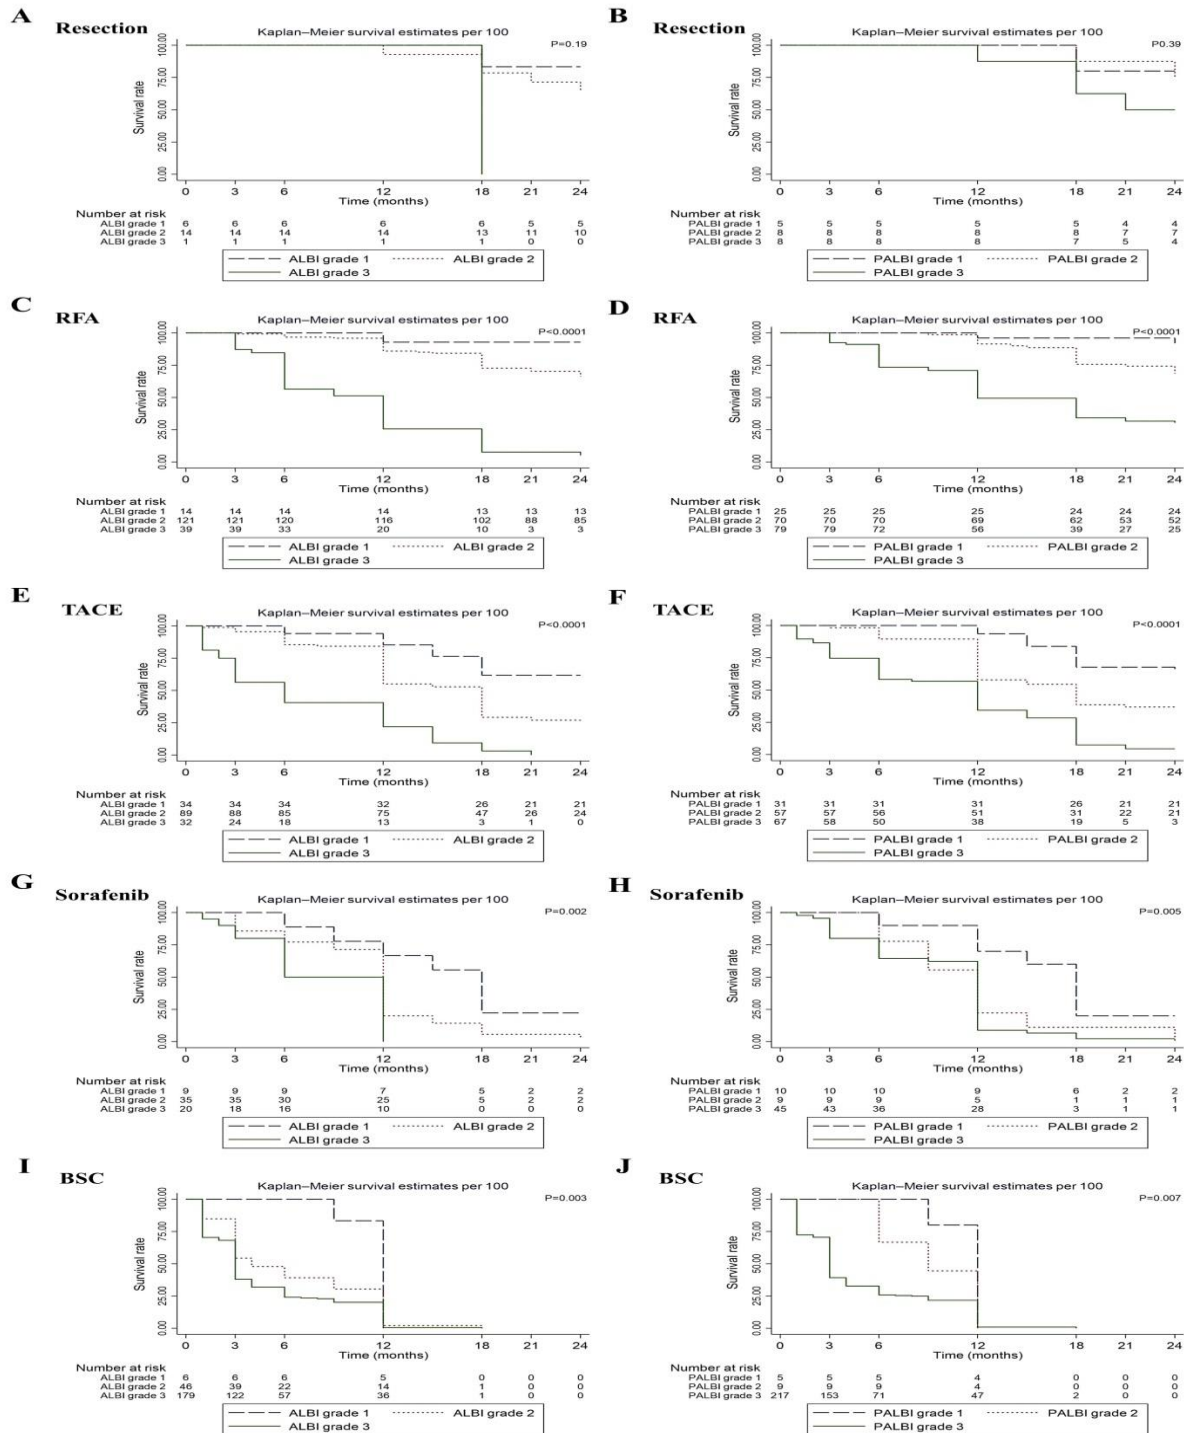 A Resection
Kaplan–Meier survival estimates per 100
P=0.19
Survival rate
100.00
75.00
50.00
25.00
0.00
0 3 6 12 18 21 24
Time (months)
Number at risk
ALBI grade 1 6 6 6 6 6 5 5
ALBI grade 2 14 14 14 14 13 11 10
ALBI grade 3 1 1 1 1 1 0 0
ALBI grade 1 ALBI grade 2
ALBI grade 3
B Resection
Kaplan–Meier survival estimates per 100
P0.39
Survival rate
100.00
75.00
50.00
25.00
0.00
0 3 6 12 18 21 24
Time (months)
Number at risk
PALBI grade 1 5 5 5 5 5 4 4
PALBI grade 2 8 8 8 8 8 7 7
PALBI grade 3 8 8 8 8 7 5 4
PALBI grade 1 PALBI grade 2
PALBI grade 3
C RFA
Kaplan–Meier survival estimates per 100
P<0.0001
Survival rate
100.00
75.00
50.00
25.00
0.00
0 3 6 12 18 21 24
Time (months)
Number at risk
ALBI grade 1 14 14 14 14 13 13 13
ALBI grade 2 121 121 120 116 102 88 85
ALBI grade 3 39 39 33 20 10 3 3
ALBI grade 1 ALBI grade 2
ALBI grade 3
D RFA
Kaplan–Meier survival estimates per 100
P<0.0001
Survival rate
100.00
75.00
50.00
25.00
0.00
0 3 6 12 18 21 24
Time (months)
Number at risk
PALBI grade 1 25 25 25 25 24 24 24
PALBI grade 2 70 70 70 69 62 53 52
PALBI grade 3 79 79 72 56 39 27 25
PALBI grade 1 PALBI grade 2
PALBI grade 3
E TACE
Kaplan–Meier survival estimates per 100
P<0.0001
Survival rate
100.00
75.00
50.00
25.00
0.00
0 3 6 12 18 21 24
Time (months)
Number at risk
ALBI grade 1 34 34 34 32 26 21 21
ALBI grade 2 89 88 85 75 47 26 24
ALBI grade 3 32 24 18 13 3 1 0
ALBI grade 1 ALBI grade 2
ALBI grade 3
F TACE
Kaplan–Meier survival estimates per 100
P<0.0001
Survival rate
100.00
75.00
50.00
25.00
0.00
0 3 6 12 18 21 24
Time (months)
Number at risk
PALBI grade 1 31 31 31 31 26 21 21
PALBI grade 2 57 57 56 51 31 22 21
PALBI grade 3 67 58 50 38 19 5 3
PALBI grade 1 PALBI grade 2
PALBI grade 3
G Sorafenib
Kaplan–Meier survival estimates per 100
P=0.002
Survival rate
100.00
75.00
50.00
25.00
0.00
0 3 6 12 18 21 24
Time (months)
Number at risk
ALBI grade 1 9 9 9 7 5 2 2
ALBI grade 2 35 35 30 25 5 2 2
ALBI grade 3 20 18 16 10 0 0 0
ALBI grade 1 ALBI grade 2
ALBI grade 3
H Sorafenib
Kaplan–Meier survival estimates per 100
P=0.005
Survival rate
100.00
75.00
50.00
25.00
0.00
0 3 6 12 18 21 24
Time (months)
Number at risk
PALBI grade 1 10 10 10 9 6 2 2
PALBI grade 2 9 9 9 5 1 1 1
PALBI grade 3 45 43 36 28 3 1 1
PALBI grade 1 PALBI grade 2
PALBI grade 3
I BSC
Kaplan–Meier survival estimates per 100
P=0.003
Survival rate
100.00
75.00
50.00
25.00
0.00
0 3 6 12 18 21 24
Time (months)
Number at risk
ALBI grade 1 6 6 6 5 0 0 0
ALBI grade 2 46 39 22 14 1 0 0
ALBI grade 3 179 122 57 36 1 0 0
ALBI grade 1 ALBI grade 2
ALBI grade 3
J BSC
Kaplan–Meier survival estimates per 100
P=0.007
Survival rate
100.00
75.00
50.00
25.00
0.00
0 3 6 12 18 21 24
Time (months)
Number at risk
PALBI grade 1 5 5 5 4 0 0 0
PALBI grade 2 9 9 9 4 0 0 0
PALBI grade 3 217 153 71 47 2 0 0
PALBI grade 1 PALBI grade 2
PALBI grade 3